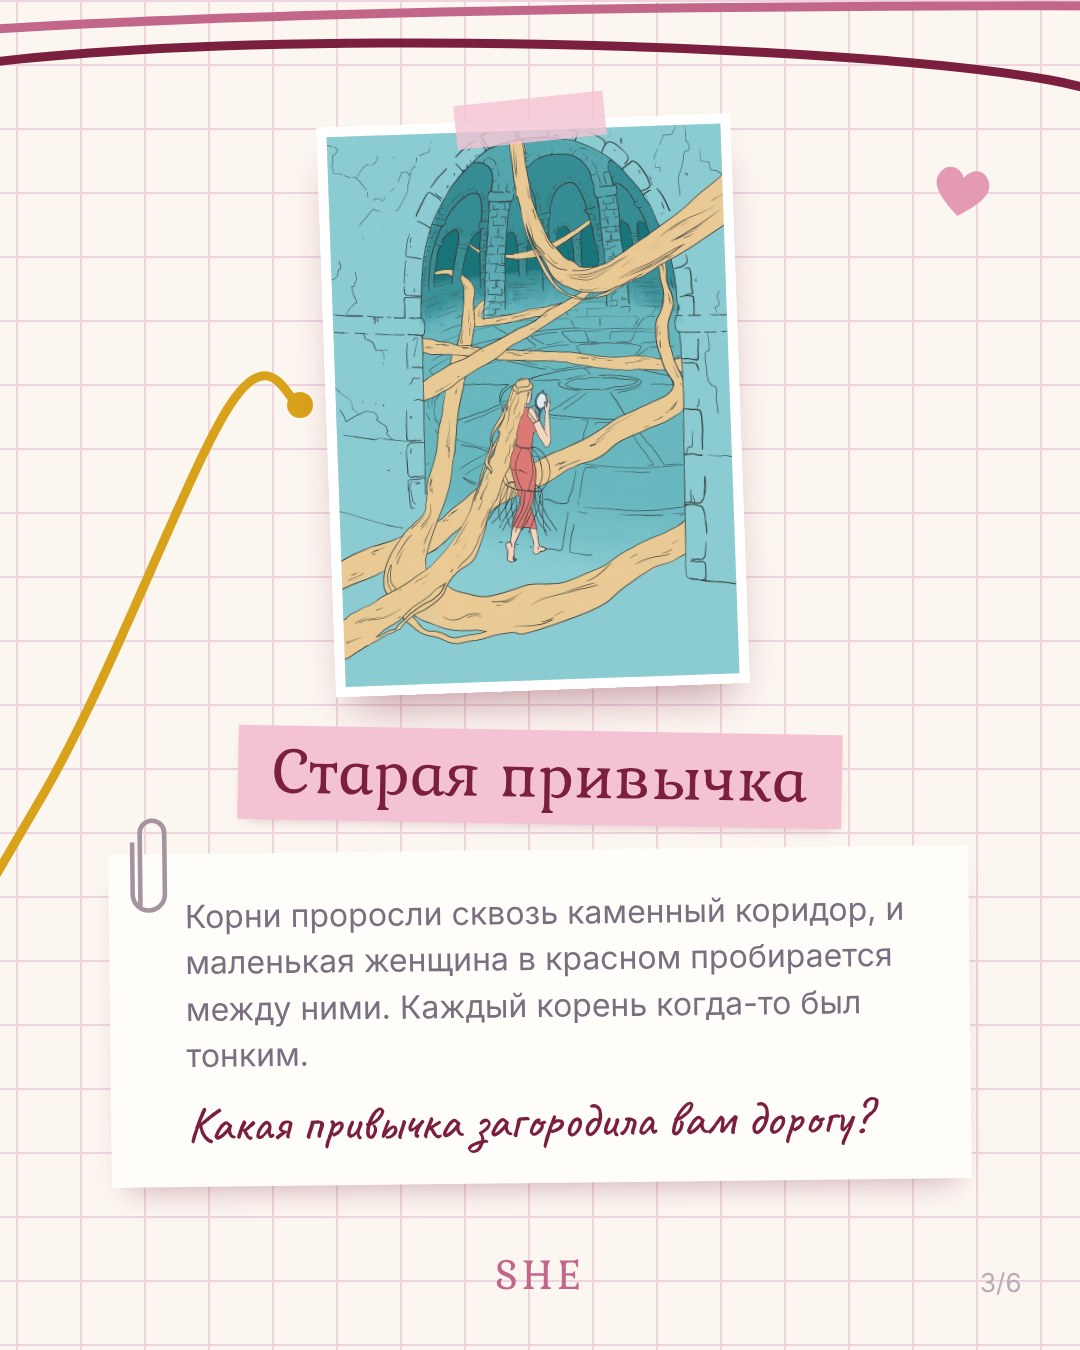 Старая привычка
Корни проросли сквозь каменный коридор, и
маленькая женщина в красном пробирается
между ними. Каждый корень когда-то был
тонким.
Какая привычка загородила вам дорогу?
SHE
3/6